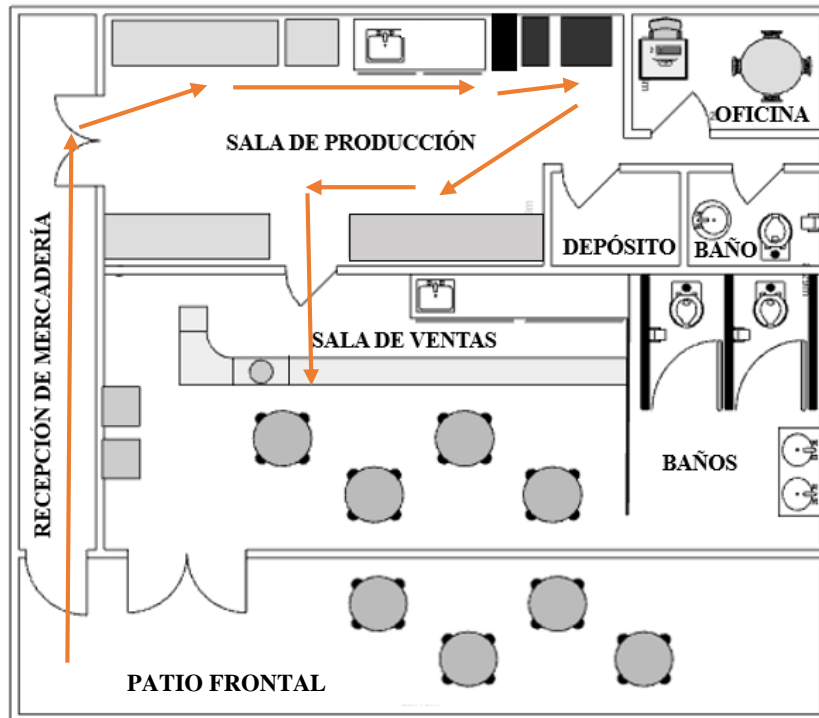 OFICINA
SALA DE PRODUCCIÓN
RECEPCIÓN DE MERCADERÍA
DEPÓSITO
BAÑO
SALA DE VENTAS
BAÑOS
PATIO FRONTAL